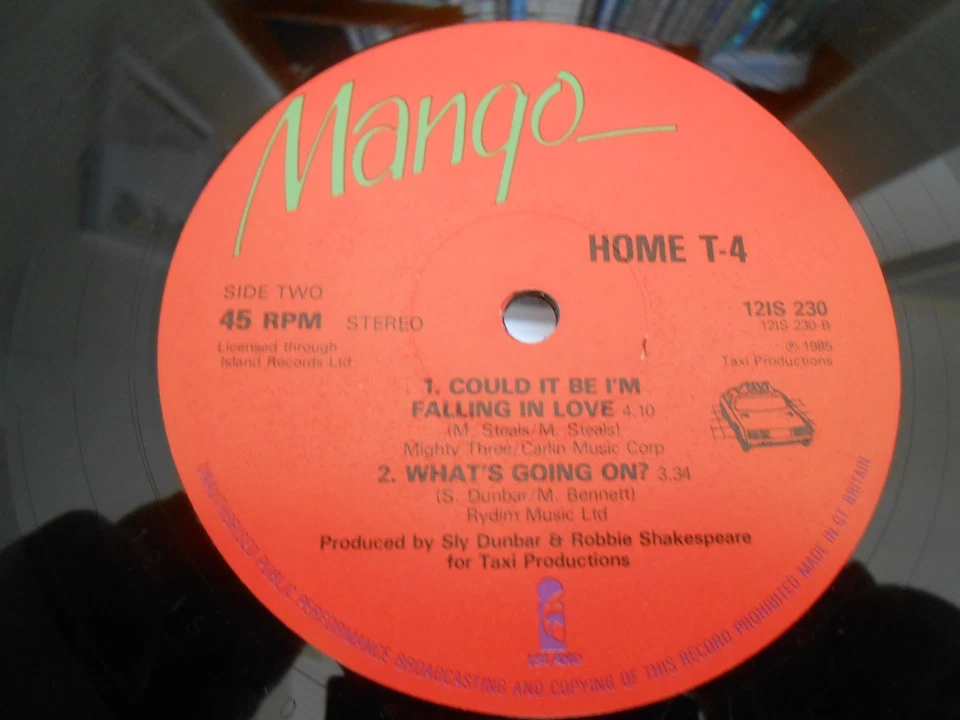 Mango
HOME T-4
SIDE TWO
45 RPM STEREO
Licensed through
Island Records Ltd
12IS 230
12IS 230-B
℗ 1985
Taxi Productions
TAXI
1. COULD IT BE I'M
FALLING IN LOVE 4.10
(M. Steals/M. Steals)
Mighty Three/Carlin Music Corp
2. WHAT'S GOING ON? 3.34
(S. Dunbar/M. Bennett)
Rydim Music Ltd
Produced by Sly Dunbar & Robbie Shakespeare
for Taxi Productions
ISLAND
UNAUTHORISED PUBLIC PERFORMANCE BROADCASTING AND COPYING OF THIS RECORD PROHIBITED MADE IN GT BRITAIN